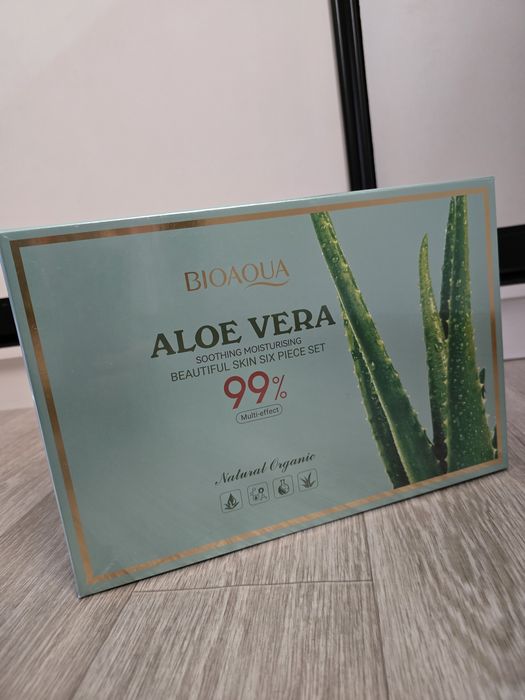 BIOAQUA
ALOE VERA
SOOTHING MOISTURISING
BEAUTIFUL SKIN SIX PIECE SET
99%
Multi-effect
Natural Organic